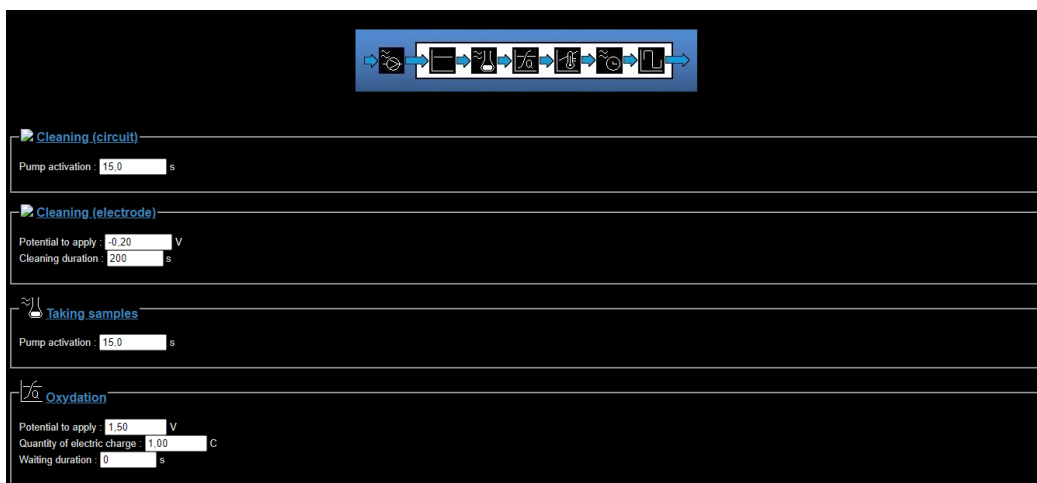 Cleaning (circuit)
Pump activation : 15,0 s
Cleaning (electrode)
Potential to apply : -0,20 V
Cleaning duration : 200 s
Taking samples
Pump activation : 15,0 s
Oxydation
Potential to apply : 1,50 V
Quantity of electric charge : 1,00 C
Waiting duration : 0 s